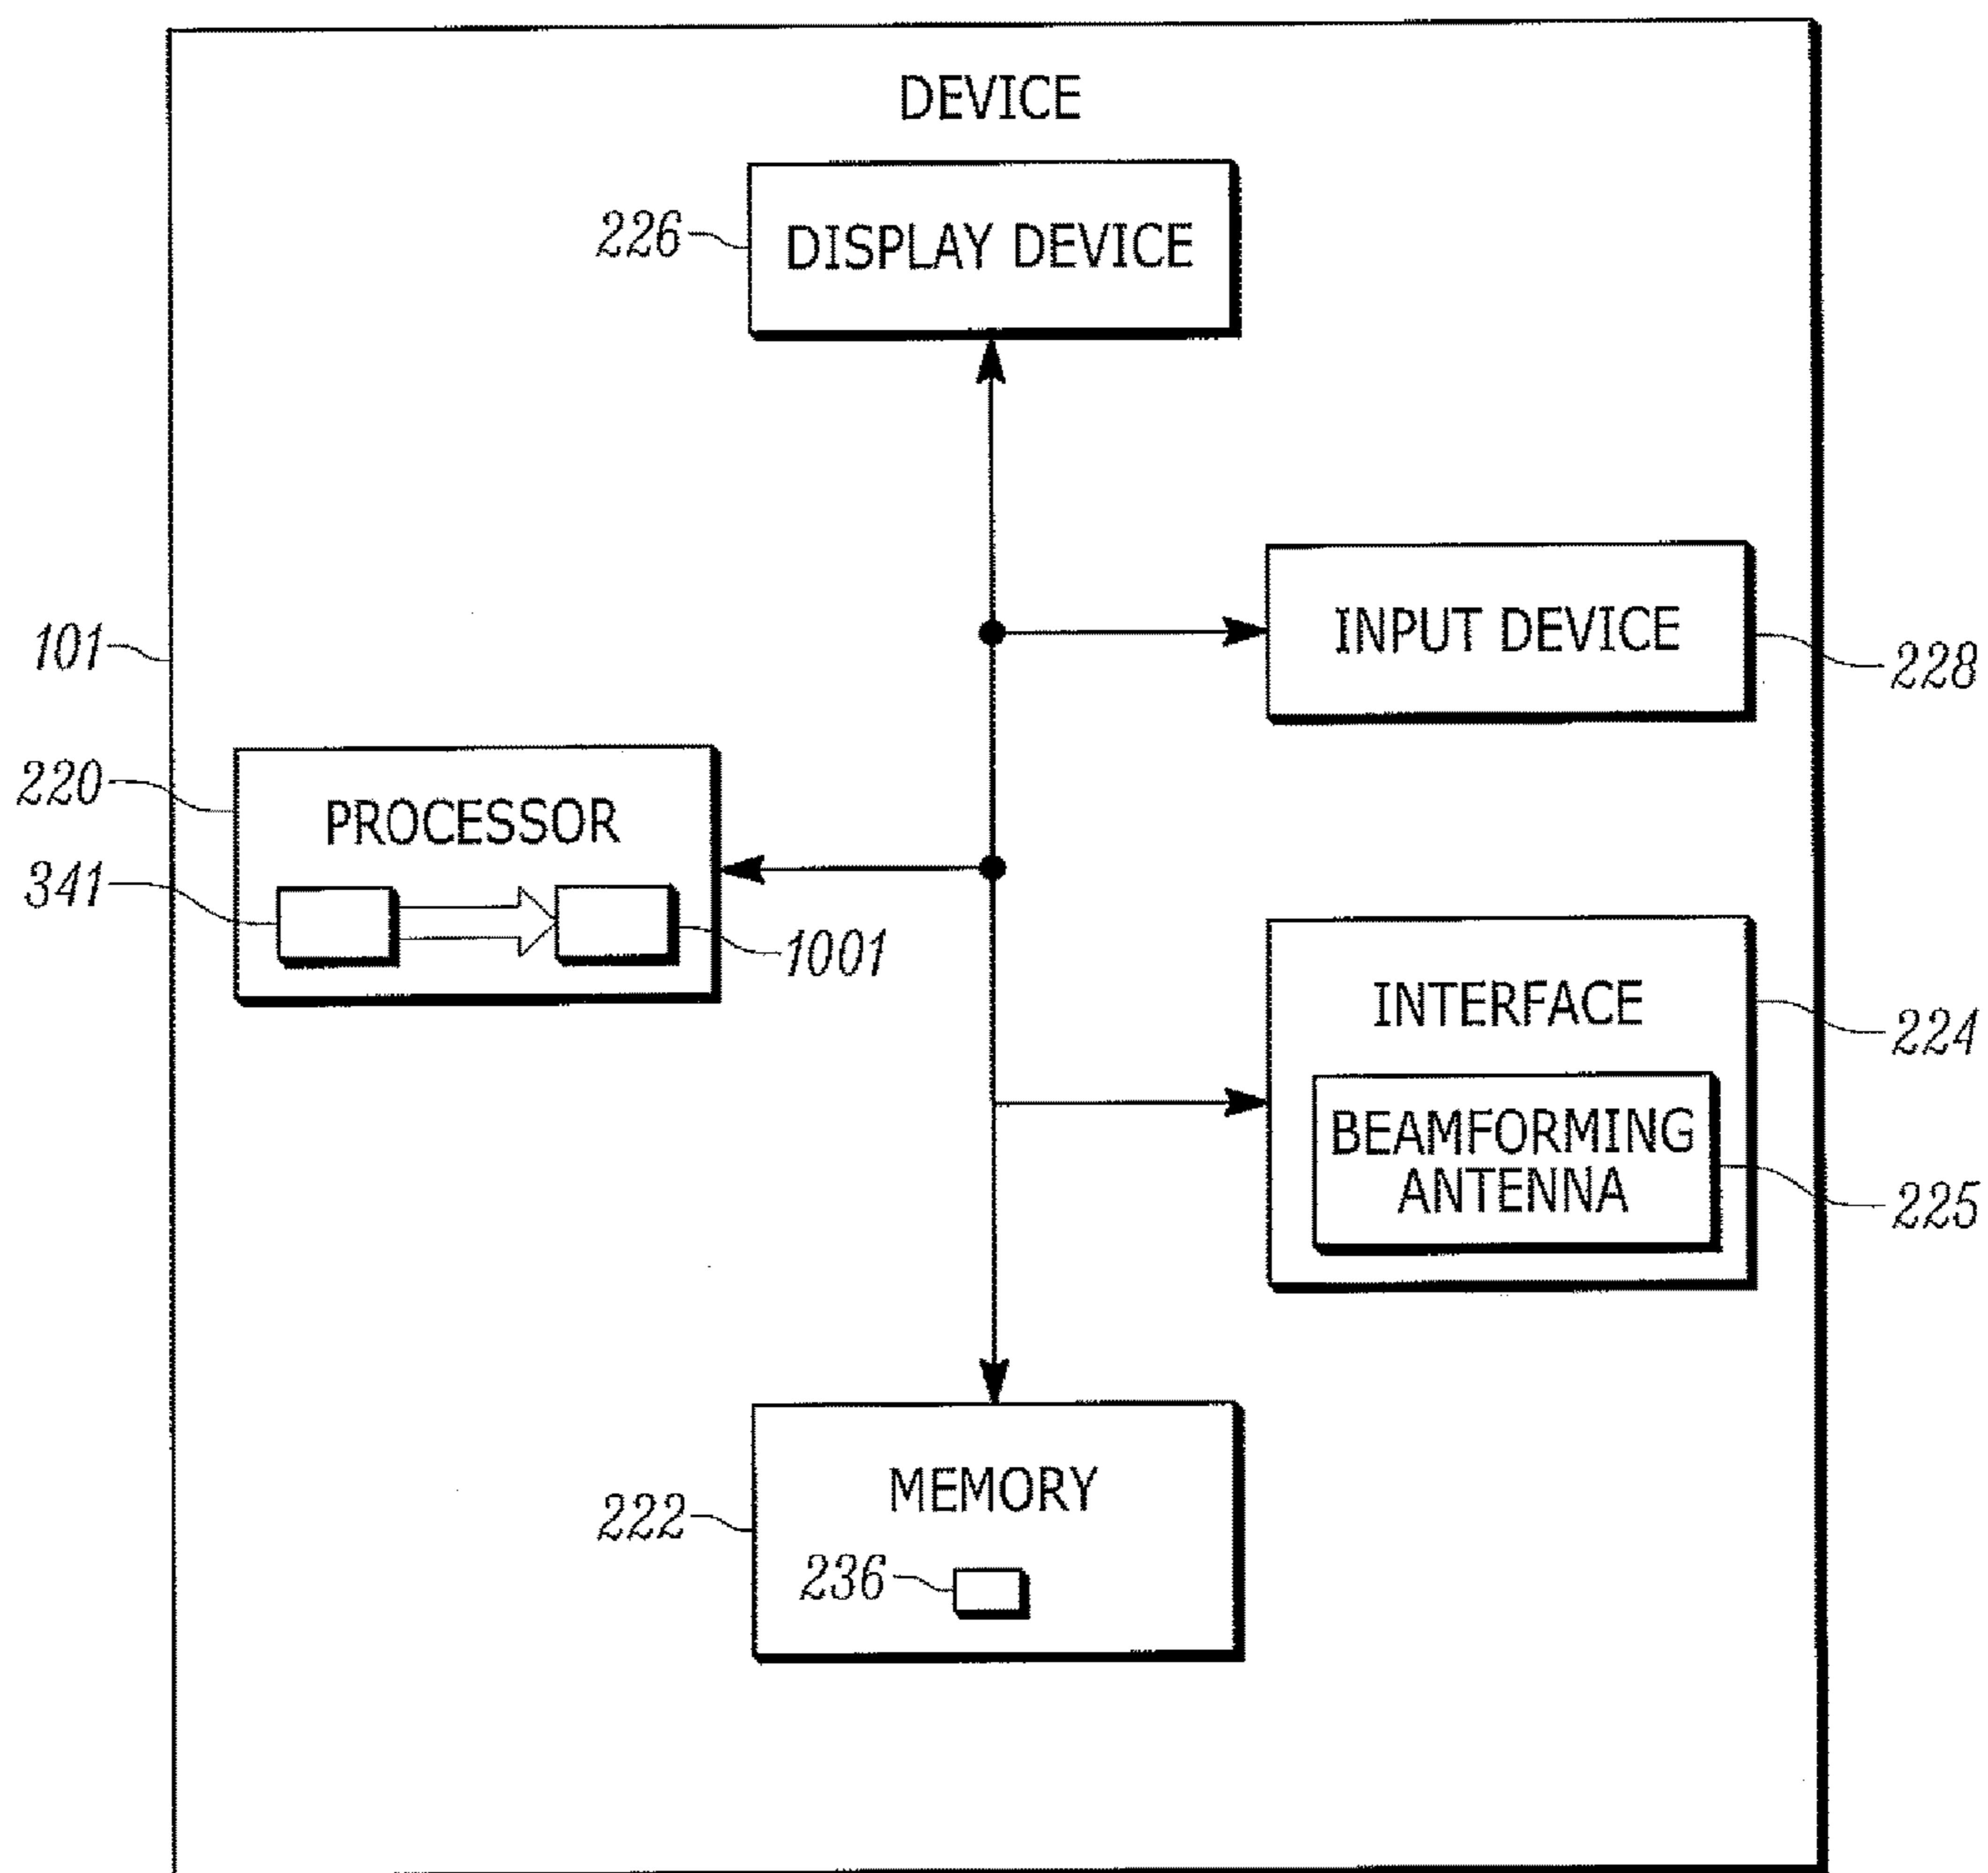 DEVICE
226
DISPLAY DEVICE
101
INPUT DEVICE
228
220
PROCESSOR
341
1001
INTERFACE
224
BEAMFORMING
ANTENNA
225
MEMORY
222
236